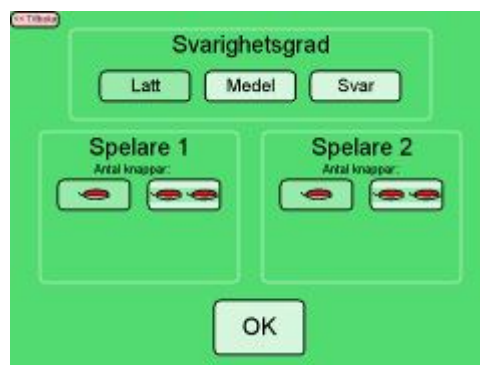 << Tillbaka
Svarighetsgrad
Latt Medel Svar
Spelare 1 Spelare 2
Antal knappar: Antal knappar:
OK